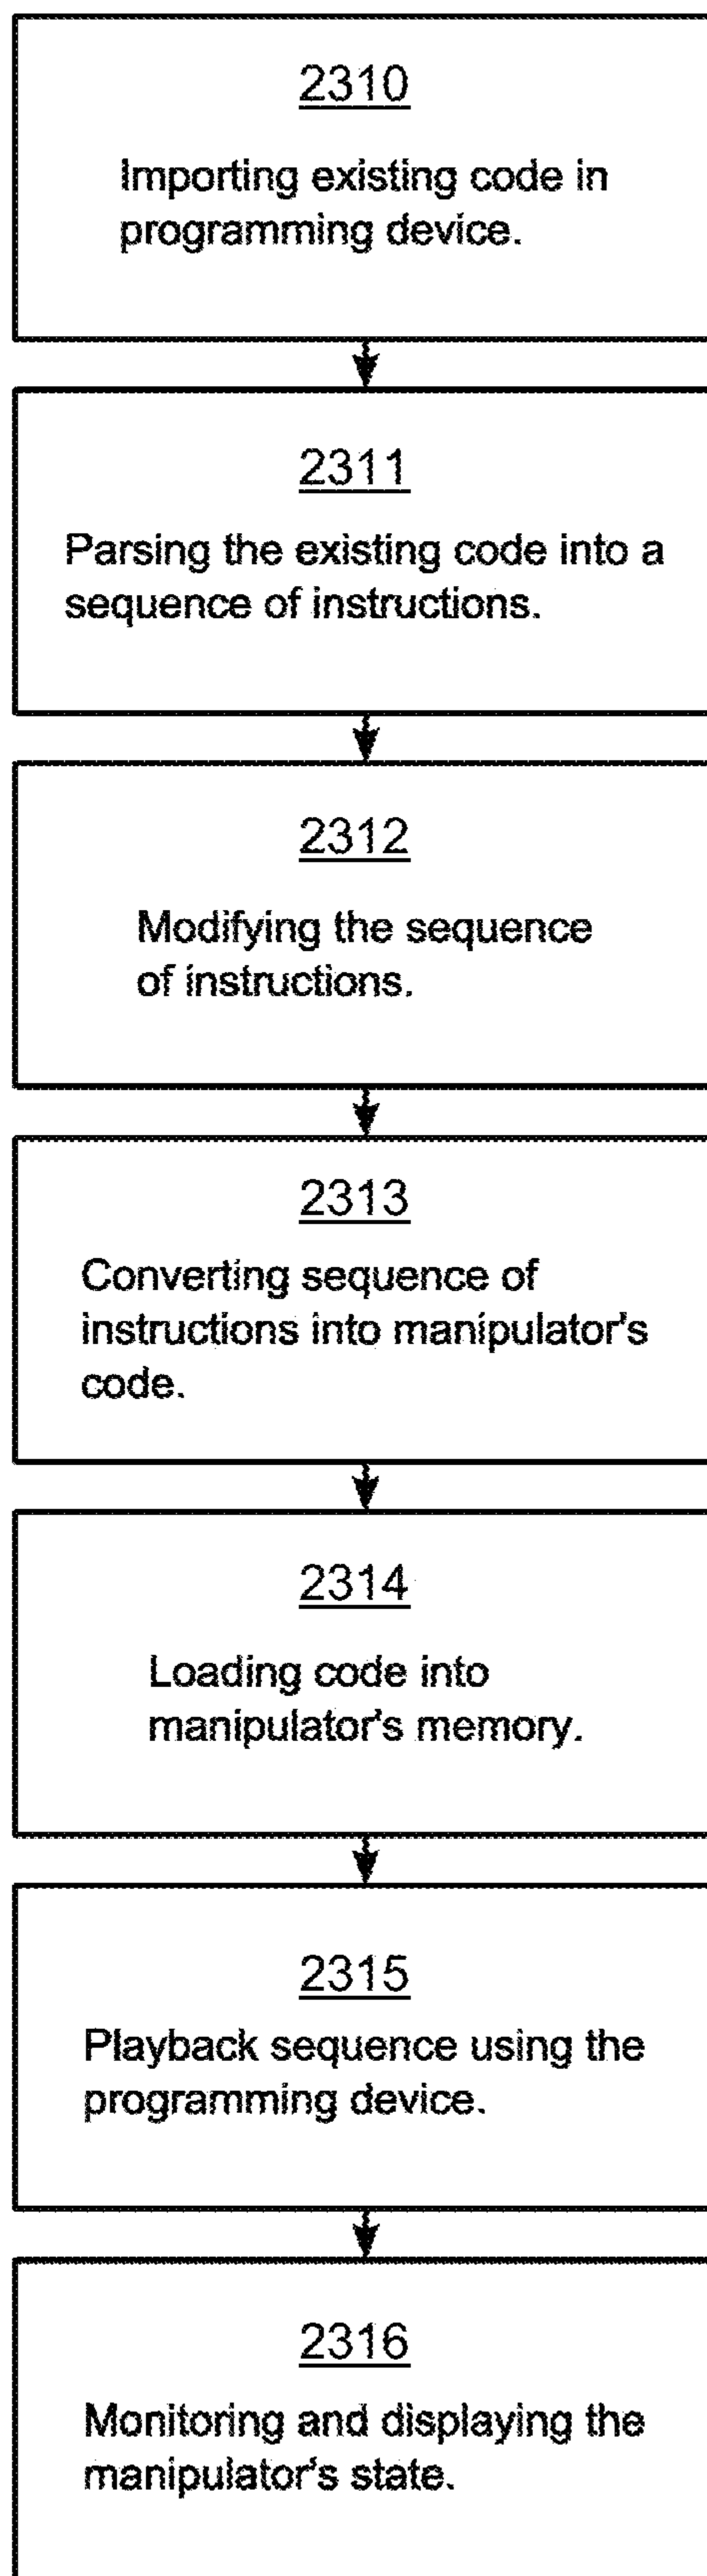 2310
Importing existing code in
programming device.
2311
Parsing the existing code into a
sequence of instructions.
2312
Modifying the sequence
of instructions.
2313
Converting sequence of
instructions into manipulator's
code.
2314
Loading code into
manipulator's memory.
2315
Playback sequence using the
programming device.
2316
Monitoring and displaying the
manipulator's state.